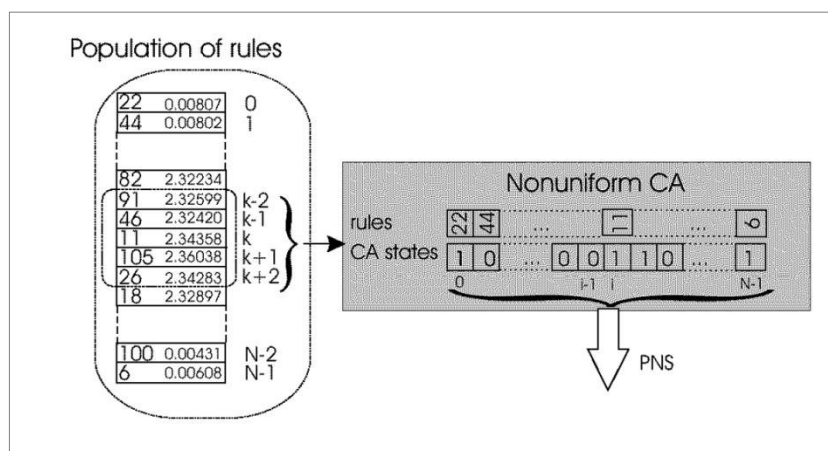 Population of rules
22 0.00807 0
44 0.00802 1
82 2.32234
91 2.32599 k-2
46 2.32420 k-1
11 2.34358 k
105 2.36038 k+1
26 2.34283 k+2
18 2.32897
100 0.00431 N-2
6 0.00608 N-1
Nonuniform CA
rules 22 44 ... 11 ... 6
CA states 1 0 ... 0 0 1 1 0 ... 1
0 i-1 i N-1
PNS